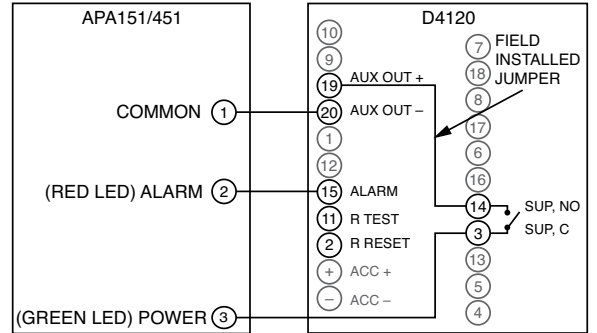 APA151/451
D4120
10
9
19 AUX OUT +
20 AUX OUT –
1
12
15 ALARM
11 R TEST
2 R RESET
+ ACC +
– ACC –
COMMON 1
(RED LED) ALARM 2
(GREEN LED) POWER 3
7
18
8
17
6
16
14 SUP, NO
3 SUP, C
13
5
4
FIELD
INSTALLED
JUMPER